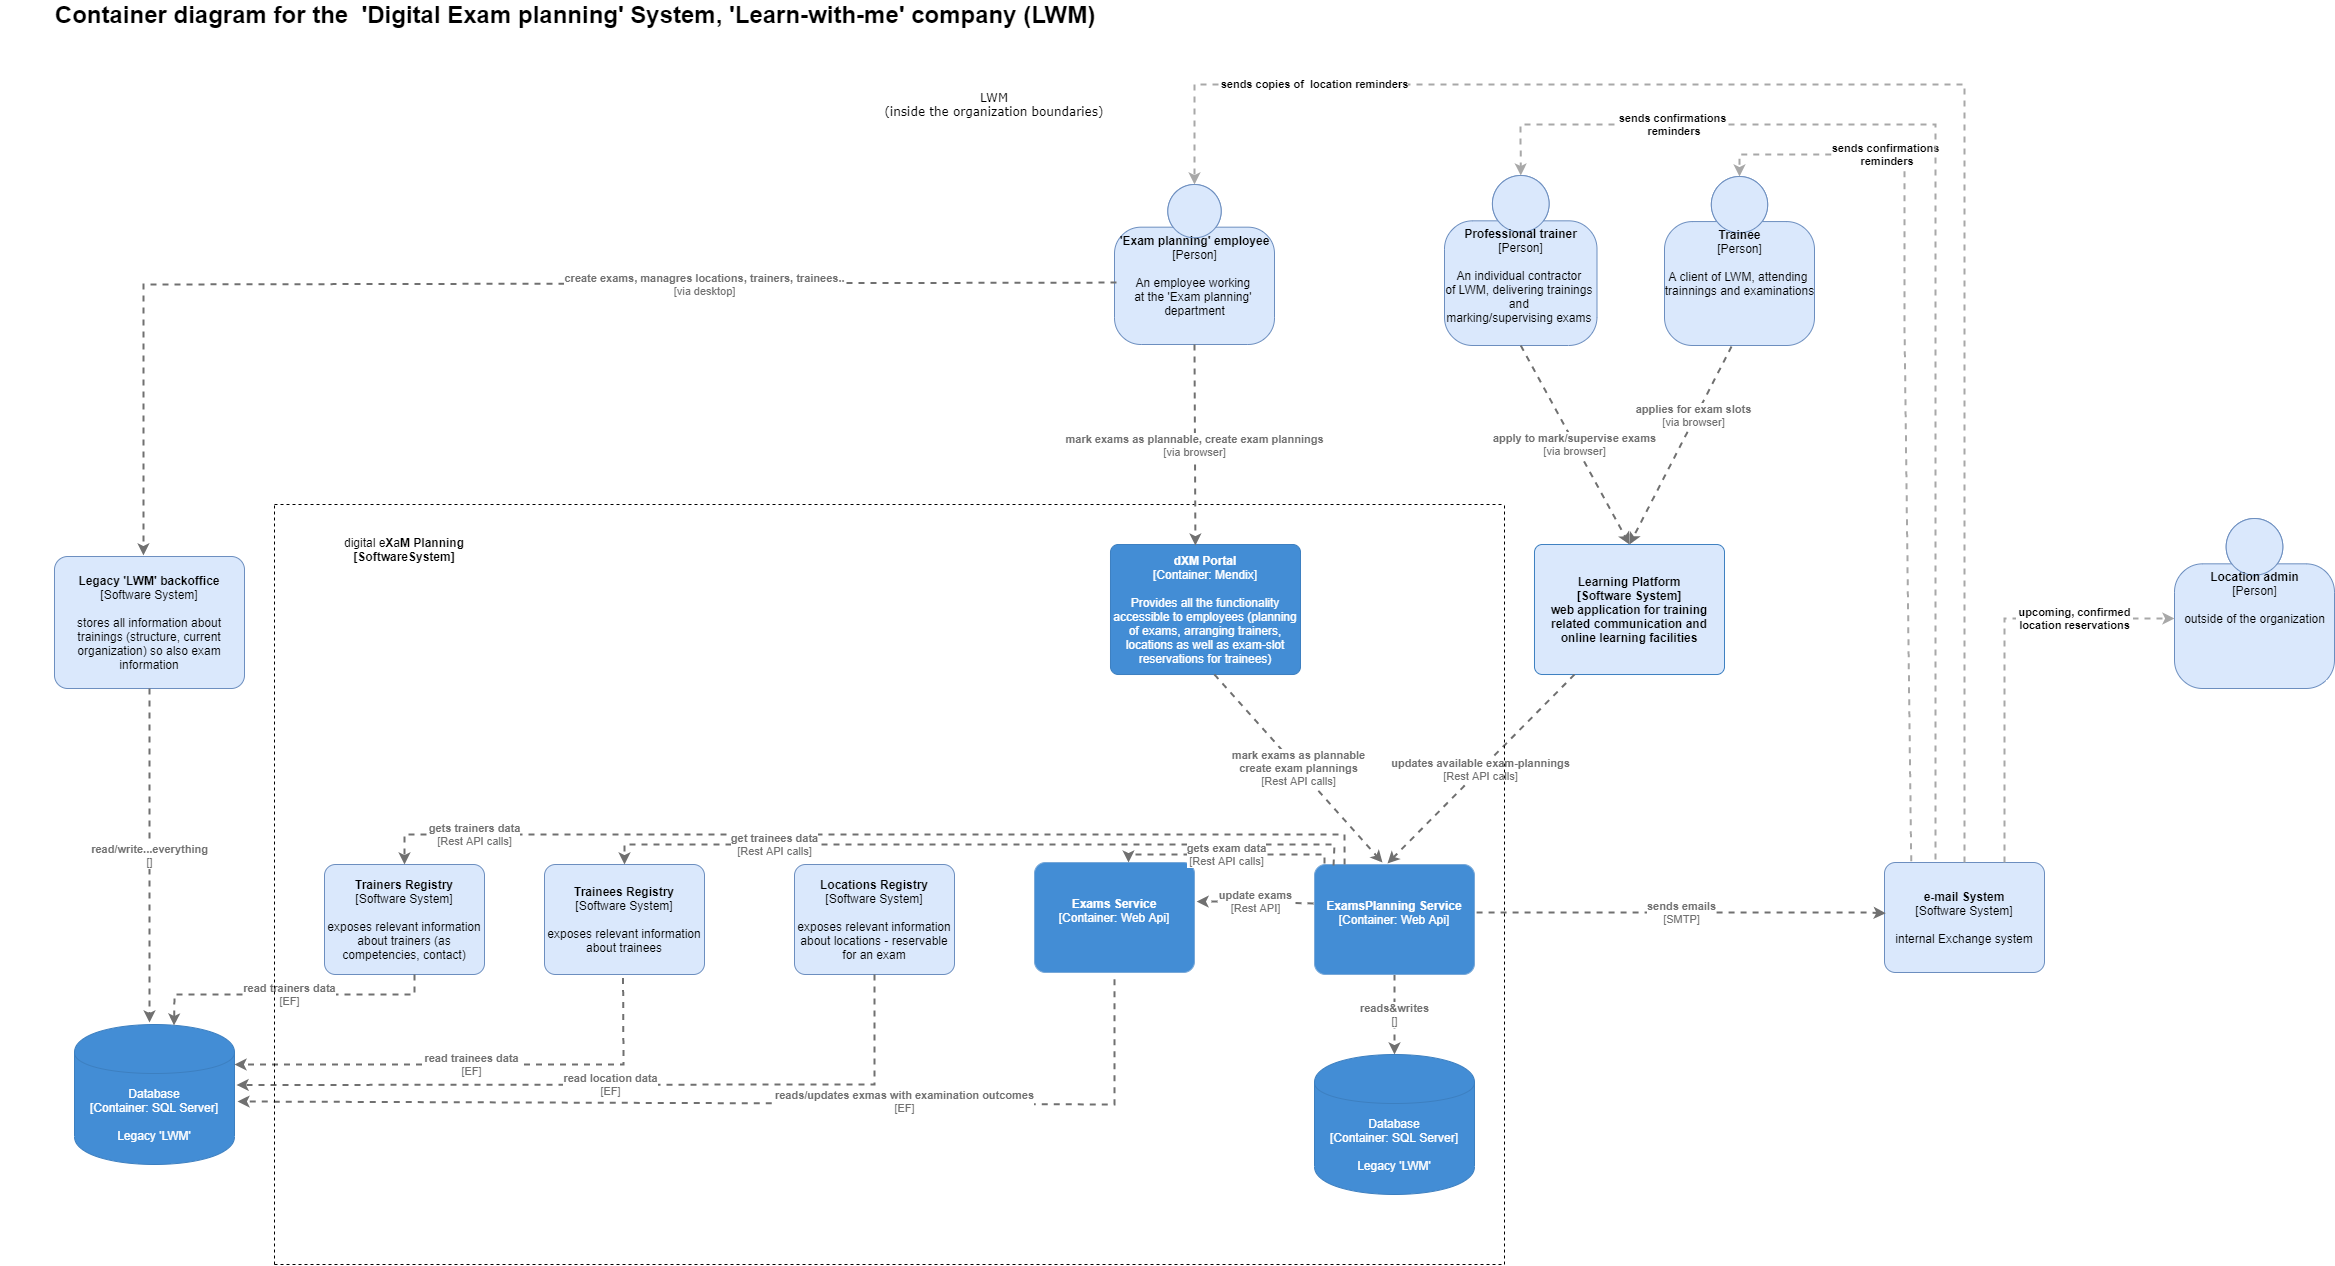 Container diagram for the 'Digital Exam planning' System, 'Learn-with-me' company (LWM)
sends copies of location reminders
LWM
(inside the organization boundaries)
sends confirmations
reminders
sends confirmations
reminders
'Exam planning' employee
[Person]
An employee working
at the 'Exam planning'
department
Professional trainer
[Person]
An individual contractor
of LWM, delivering trainings
and
marking/supervising exams
Trainee
[Person]
A client of LWM, attending
trainnings and examinations
create exams, managres locations, trainers, trainees..
[via desktop]
mark exams as plannable, create exam plannings
[via browser]
apply to mark/supervise exams
[via browser]
applies for exam slots
[via browser]
digital eXaM Planning
[SoftwareSystem]
Legacy 'LWM' backoffice
[Software System]
stores all information about
trainings (structure, current
organization) so also exam
information
dXM Portal
[Container: Mendix]
Provides all the functionality
accessible to employees (planning
of exams, arranging trainers,
locations as well as exam-slot
reservations for trainees)
Learning Platform
[Software System]
web application for training
related communication and
online learning facilities
Location admin
[Person]
outside of the organization
upcoming, confirmed
location reservations
mark exams as plannable
create exam plannings
[Rest API calls]
updates available exam-plannings
[Rest API calls]
read/write...everything
[]
gets trainers data
[Rest API calls]
get trainees data
[Rest API calls]
gets exam data
[Rest API calls]
Trainers Registry
[Software System]
exposes relevant information
about trainers (as
competencies, contact)
Trainees Registry
[Software System]
exposes relevant information
about trainees
Locations Registry
[Software System]
exposes relevant information
about locations - reservable
for an exam
Exams Service
[Container: Web Api]
update exams
[Rest API]
ExamsPlanning Service
[Container: Web Api]
sends emails
[SMTP]
e-mail System
[Software System]
internal Exchange system
read trainers data
[EF]
reads&writes
[]
read trainees data
[EF]
read location data
[EF]
reads/updates exmas with examination outcomes
[EF]
Database
[Container: SQL Server]
Legacy 'LWM'
Database
[Container: SQL Server]
Legacy 'LWM'